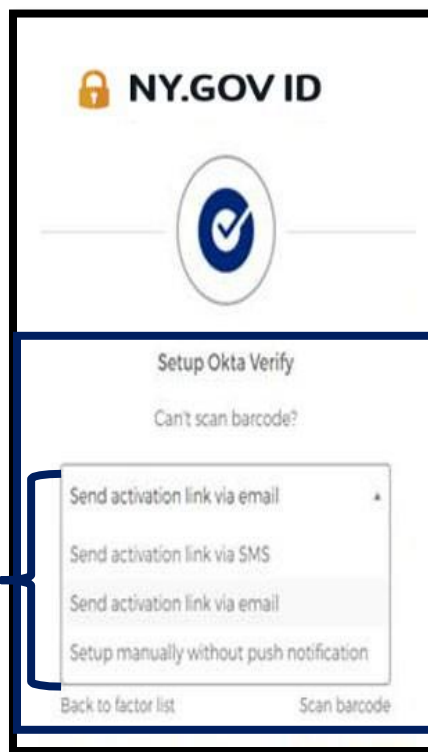 NY.GOV ID
Setup Okta Verify
Can't scan barcode?
Send activation link via email
Send activation link via SMS
Send activation link via email
Setup manually without push notification
Back to factor list Scan barcode